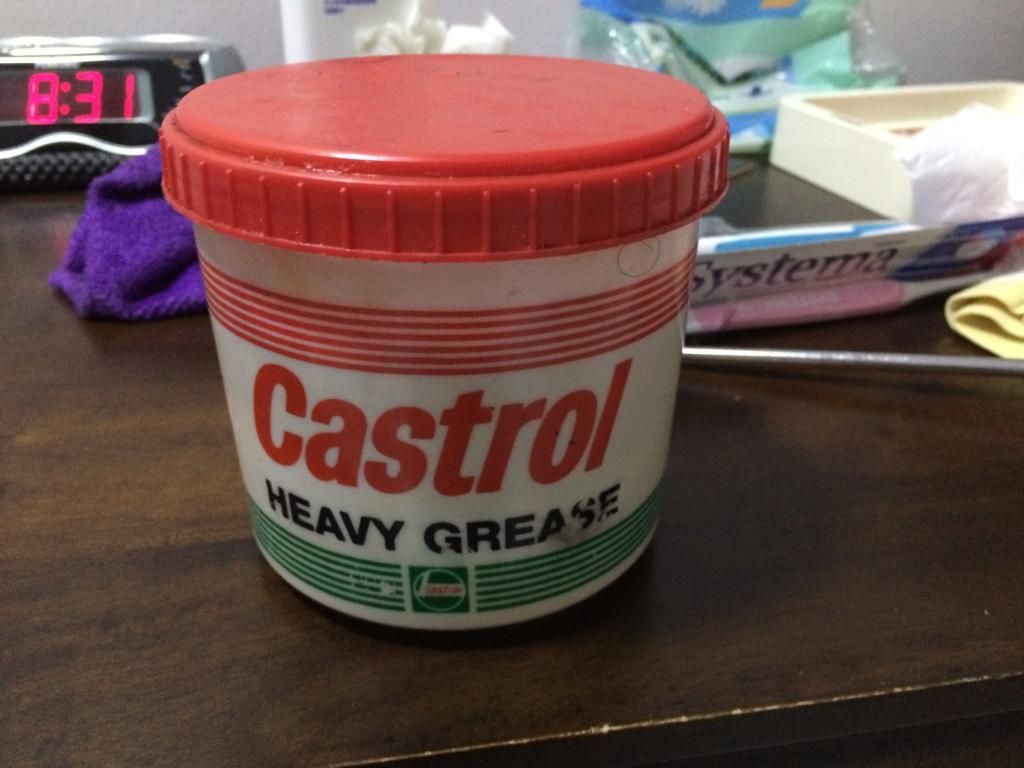 8:31
Systema
Castrol
HEAVY GREASE
Castrol